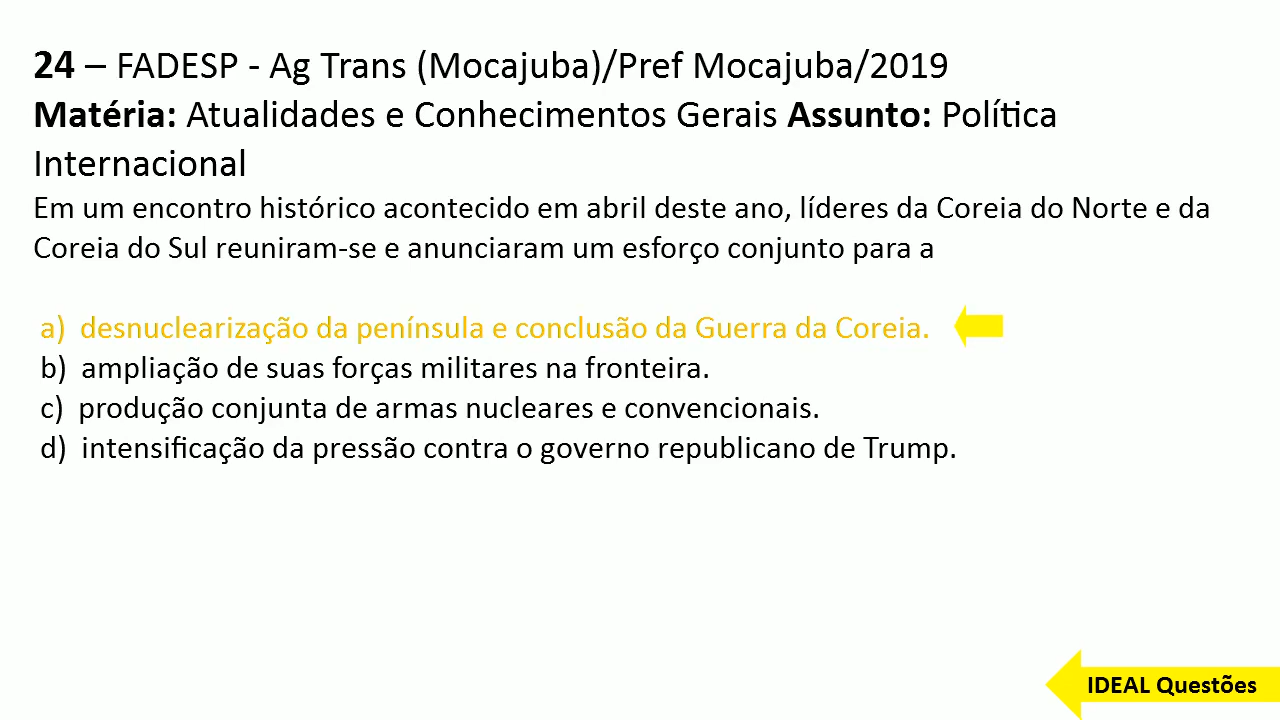 24 – FADESP - Ag Trans (Mocajuba)/Pref Mocajuba/2019
Matéria: Atualidades e Conhecimentos Gerais Assunto: Política
Internacional
Em um encontro histórico acontecido em abril deste ano, líderes da Coreia do Norte e da
Coreia do Sul reuniram-se e anunciaram um esforço conjunto para a
a) desnuclearização da península e conclusão da Guerra da Coreia.
b) ampliação de suas forças militares na fronteira.
c) produção conjunta de armas nucleares e convencionais.
d) intensificação da pressão contra o governo republicano de Trump.
IDEAL Questões